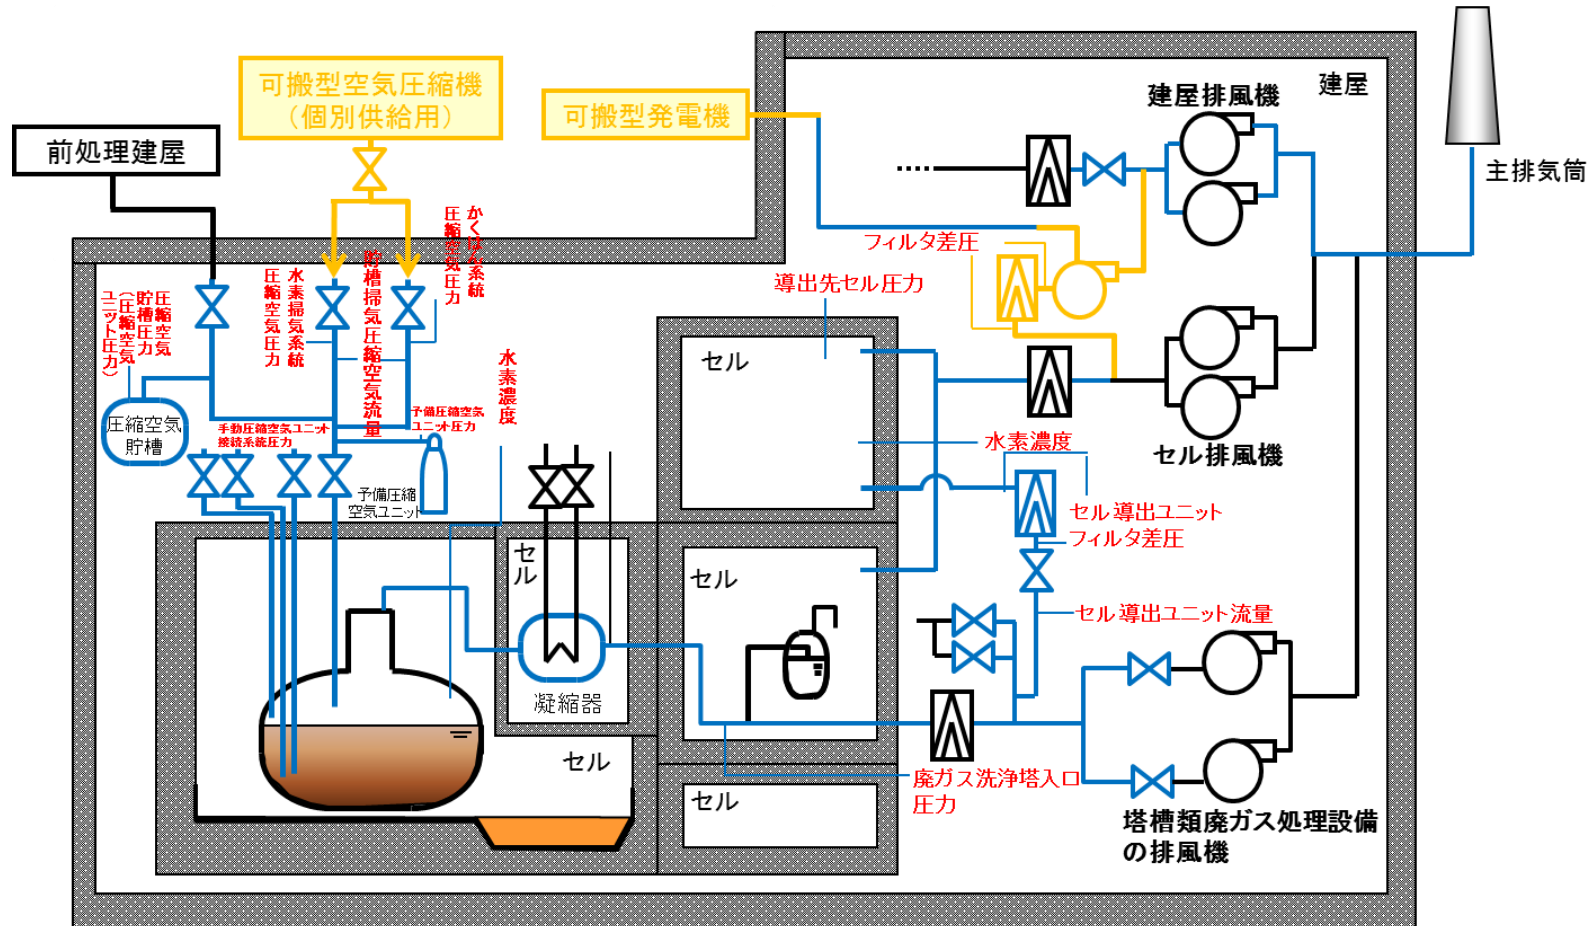 可搬型空気圧縮機
（個別供給用）
可搬型発電機
前処理建屋
建屋
建屋排風機
主排気筒
かくはん系統
圧縮空気圧力
貯槽掃気圧縮空気流量
水素掃気系統
圧縮空気圧力
圧縮空気
貯槽圧力
（圧縮空気
ユニット圧力）
フィルタ差圧
導出先セル圧力
水素濃度
セル
圧縮空気
貯槽
手動圧縮空気ユニット
接続系統圧力
予備圧縮空気
ユニット圧力
予備圧縮
空気ユニット
水素濃度
セル排風機
セル導出ユニット
フィルタ差圧
セル
セル
セル導出ユニット流量
凝縮器
セル
セル
廃ガス洗浄塔入口
圧力
塔槽類廃ガス処理設備
の排風機